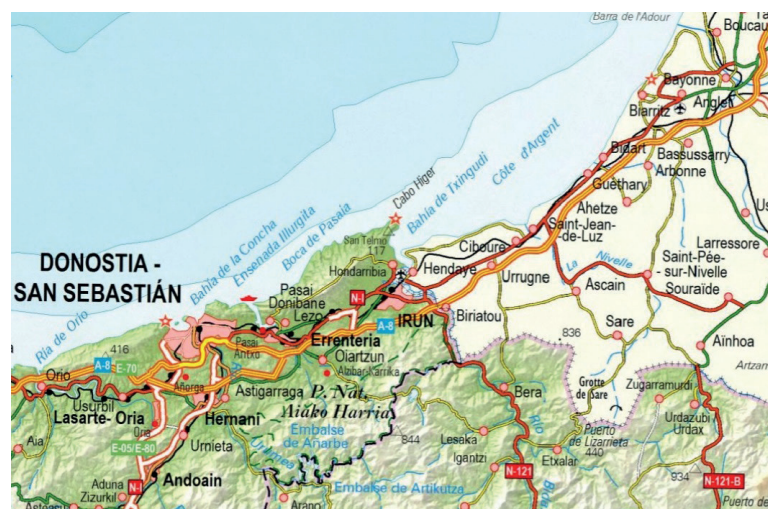 Barra de l'Adour
Boucau
Bayonne
Biarritz
Anglet
Bidart
Bassussarry
Arbonne
Guéthary
Ahetze
Côte d'Argent
Bahía de Txingudi
Cabo Higer
Boca de Pasaia
Ensenada Illurgita
Bahía de la Concha
Ría de Orio
San Telmo
117
Hondarribia
Hendaye
Ciboure
Saint-Jean-
de-Luz
Urrugne
La Nivelle
Larressore
Saint-Pée-
-sur-Nivelle
Souraïde
Ascain
DONOSTIA -
SAN SEBASTIÁN
Pasai
Donibane
Lezo
N-I
A-8
IRUN
Biriatou
836
Sare
Aïnhoa
Errenteria
Pasai
Antxo
Oiartzun
416
A-8
E-70
Orio
Usurbil
Añorga
Astigarraga
P. Nat.
Aiako Harria
Lasarte- Oria
Hernani
Oria
E-05/E-80
Urnieta
Urumea
Embalse
de Añarbe
844
Bera
Grotte
de Sare
Zugarramurdi
Urdazubi
Urdax
Puerto
de Lizarrieta
440
Lesaka
Igantzi
Etxalar
N-121
934
N-121-B
Aia
Aduna
Zizurkil
N-I
Andoain
Embalse de Artikutza
Arano
Puerto de